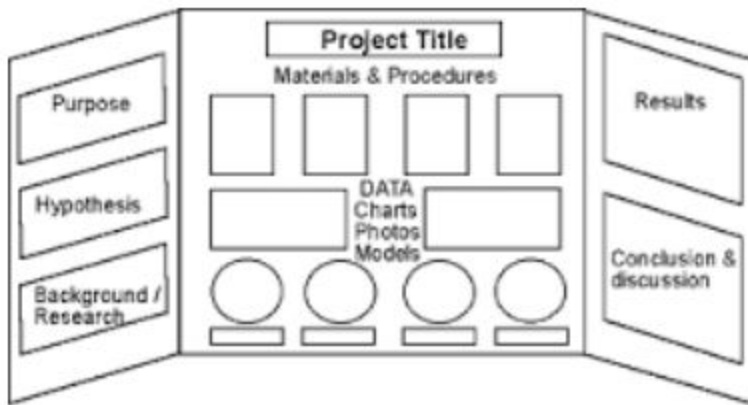 Purpose
Hypothesis
Background /
Research
Project Title
Materials & Procedures
DATA
Charts
Photos
Models
Results
Conclusion &
discussion